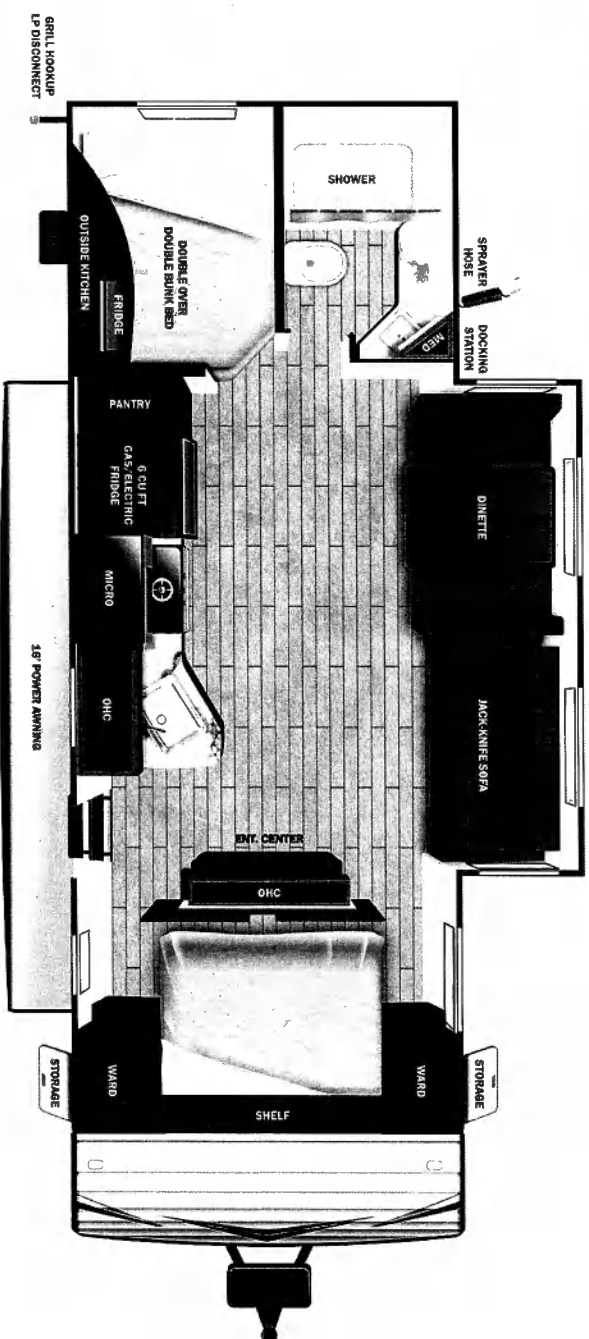 GRILL HOOKUP
LP DISCONNECT
SHOWER
SPRAYER
HOSE
DOCKING
STATION
MED
DOUBLE OVER
DOUBLE BUNK BED
OUTSIDE KITCHEN
FRIDGE
PANTRY
6 CU FT
GAS/ELECTRIC
FRIDGE
DINETTE
MICRO
OHC
JACK-KNIFE SOFA
16' POWER AWNING
ENT. CENTER
OHC
WARD
WARD
SHELF
STORAGE
STORAGE